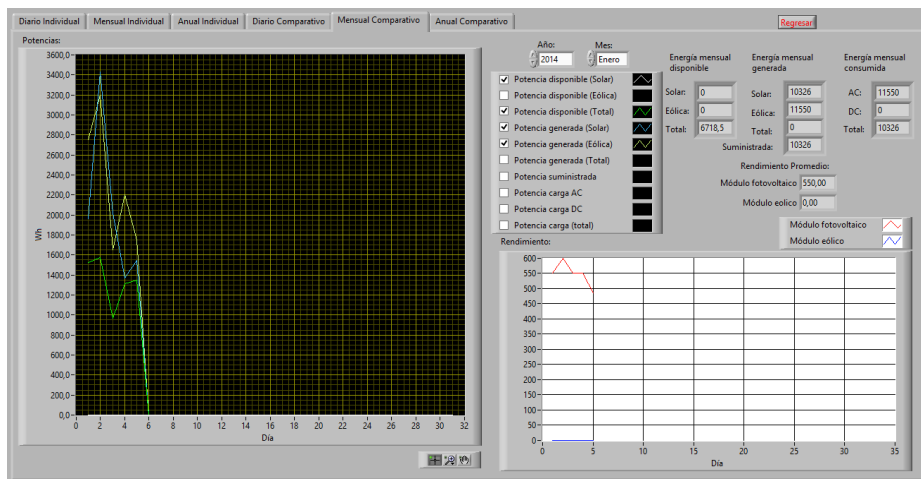 Diario Individual Mensual Individual Anual Individual Diario Comparativo Mensual Comparativo Anual Comparativo
Regresar
Potencias:
3600,0
3400,0
3200,0
3000,0
2800,0
2600,0
2400,0
2200,0
2000,0
1800,0
1600,0
1400,0
1200,0
1000,0
800,0
600,0
400,0
200,0
0,0
Wh
0 2 4 6 8 10 12 14 16 18 20 22 24 26 28 30 32
Día
Año: Mes:
2014 Enero
Potencia disponible (Solar)
Potencia disponible (Eólica)
Potencia disponible (Total)
Potencia generada (Solar)
Potencia generada (Eólica)
Potencia generada (Total)
Potencia suministrada
Potencia carga AC
Potencia carga DC
Potencia carga (total)
Energía mensual
disponible
Solar: 0
Eólica: 0
Total: 6718,5
Energía mensual
generada
Solar: 10326
Eólica: 11550
Total: 0
Suministrada: 10326
Energía mensual
consumida
AC: 11550
DC: 0
Total: 10326
Rendimiento Promedio:
Módulo fotovoltaico 550,00
Módulo eolico 0,00
Módulo fotovoltaico
Módulo eólico
Rendimiento:
600
550
500
450
400
350
300
250
200
150
100
50
0
0 5 10 15 20 25 30 35
Día